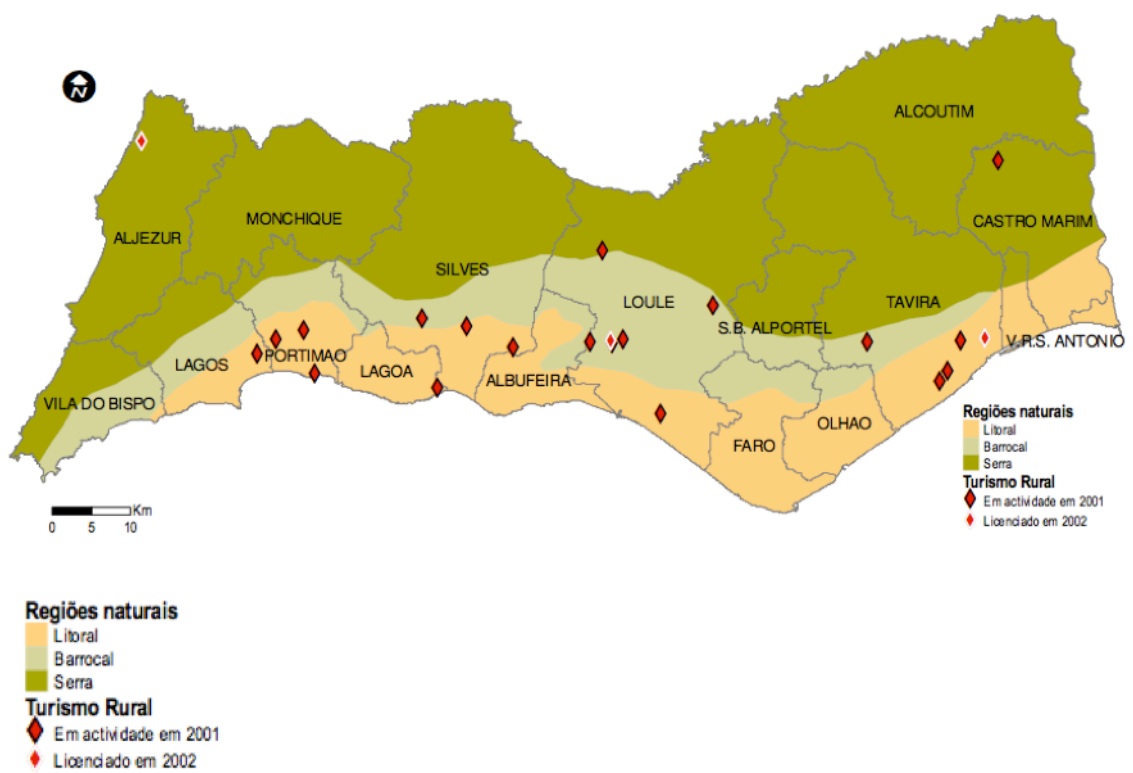 N
ALCOUTIM
MONCHIQUE
CASTRO MARIM
ALJEZUR
SILVES
LOULE
TAVIRA
S.B. ALPORTEL
V.R.S. ANTONIO
LAGOS
PORTIMAO
LAGOA
ALBUFEIRA
VILA DO BISPO
OLHAO
FARO
Regiões naturais
Litoral
Barrocal
Serra
Turismo Rural
Em actividade em 2001
Licenciado em 2002
Km
0 5 10
Regiões naturais
Litoral
Barrocal
Serra
Turismo Rural
Em actividade em 2001
Licenciado em 2002